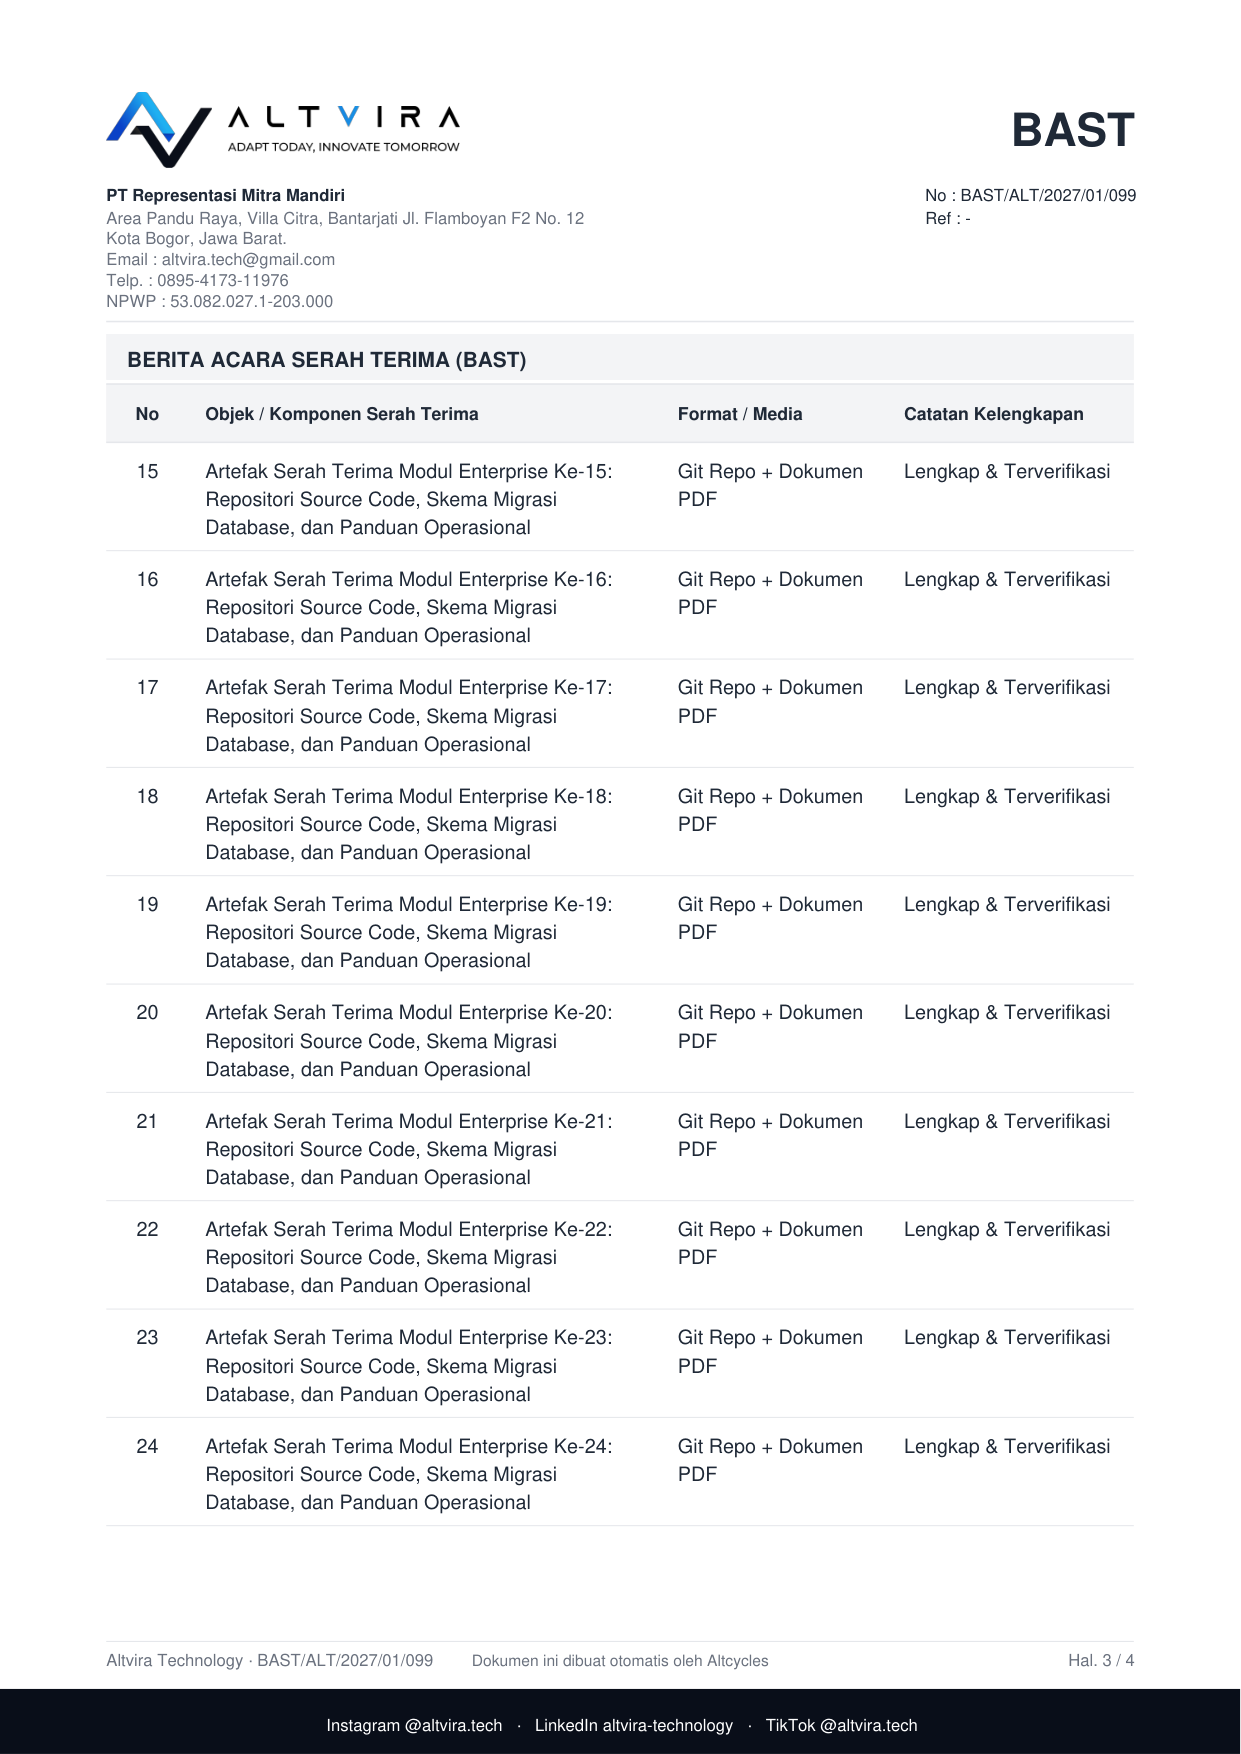 ALTVIRA
ADAPT TODAY, INNOVATE TOMORROW
BAST
PT Representasi Mitra Mandiri
Area Pandu Raya, Villa Citra, Bantarjati Jl. Flamboyan F2 No. 12
Kota Bogor, Jawa Barat.
Email : altvira.tech@gmail.com
Telp. : 0895-4173-11976
NPWP : 53.082.027.1-203.000
No : BAST/ALT/2027/01/099
Ref : -
BERITA ACARA SERAH TERIMA (BAST)
No Objek / Komponen Serah Terima Format / Media Catatan Kelengkapan
15 Artefak Serah Terima Modul Enterprise Ke-15: Git Repo + Dokumen Lengkap & Terverifikasi
Repositori Source Code, Skema Migrasi PDF
Database, dan Panduan Operasional
16 Artefak Serah Terima Modul Enterprise Ke-16: Git Repo + Dokumen Lengkap & Terverifikasi
Repositori Source Code, Skema Migrasi PDF
Database, dan Panduan Operasional
17 Artefak Serah Terima Modul Enterprise Ke-17: Git Repo + Dokumen Lengkap & Terverifikasi
Repositori Source Code, Skema Migrasi PDF
Database, dan Panduan Operasional
18 Artefak Serah Terima Modul Enterprise Ke-18: Git Repo + Dokumen Lengkap & Terverifikasi
Repositori Source Code, Skema Migrasi PDF
Database, dan Panduan Operasional
19 Artefak Serah Terima Modul Enterprise Ke-19: Git Repo + Dokumen Lengkap & Terverifikasi
Repositori Source Code, Skema Migrasi PDF
Database, dan Panduan Operasional
20 Artefak Serah Terima Modul Enterprise Ke-20: Git Repo + Dokumen Lengkap & Terverifikasi
Repositori Source Code, Skema Migrasi PDF
Database, dan Panduan Operasional
21 Artefak Serah Terima Modul Enterprise Ke-21: Git Repo + Dokumen Lengkap & Terverifikasi
Repositori Source Code, Skema Migrasi PDF
Database, dan Panduan Operasional
22 Artefak Serah Terima Modul Enterprise Ke-22: Git Repo + Dokumen Lengkap & Terverifikasi
Repositori Source Code, Skema Migrasi PDF
Database, dan Panduan Operasional
23 Artefak Serah Terima Modul Enterprise Ke-23: Git Repo + Dokumen Lengkap & Terverifikasi
Repositori Source Code, Skema Migrasi PDF
Database, dan Panduan Operasional
24 Artefak Serah Terima Modul Enterprise Ke-24: Git Repo + Dokumen Lengkap & Terverifikasi
Repositori Source Code, Skema Migrasi PDF
Database, dan Panduan Operasional
Altvira Technology · BAST/ALT/2027/01/099 Dokumen ini dibuat otomatis oleh Altcycles Hal. 3 / 4
Instagram @altvira.tech · LinkedIn altvira-technology · TikTok @altvira.tech